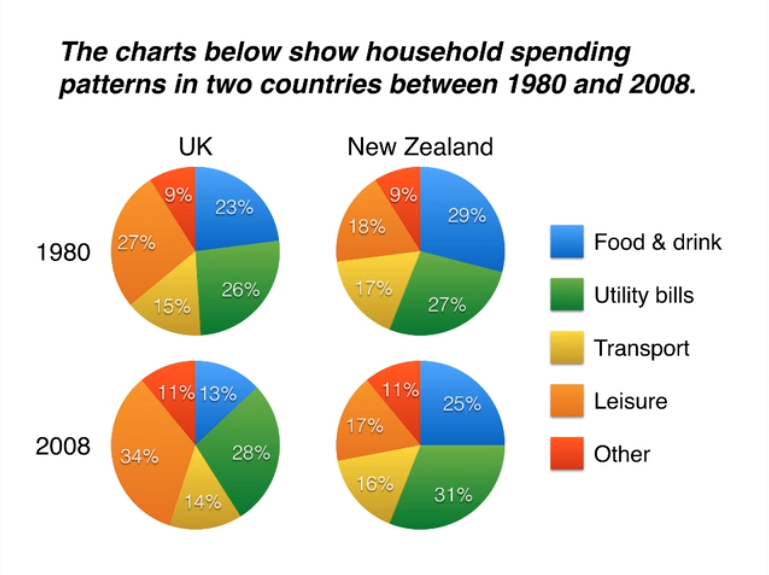 The charts below show household spending
patterns in two countries between 1980 and 2008.
UK
New Zealand
1980
9%
23%
27%
26%
15%
9%
29%
18%
17%
27%
2008
11%
13%
34%
28%
14%
11%
25%
17%
16%
31%
Food & drink
Utility bills
Transport
Leisure
Other